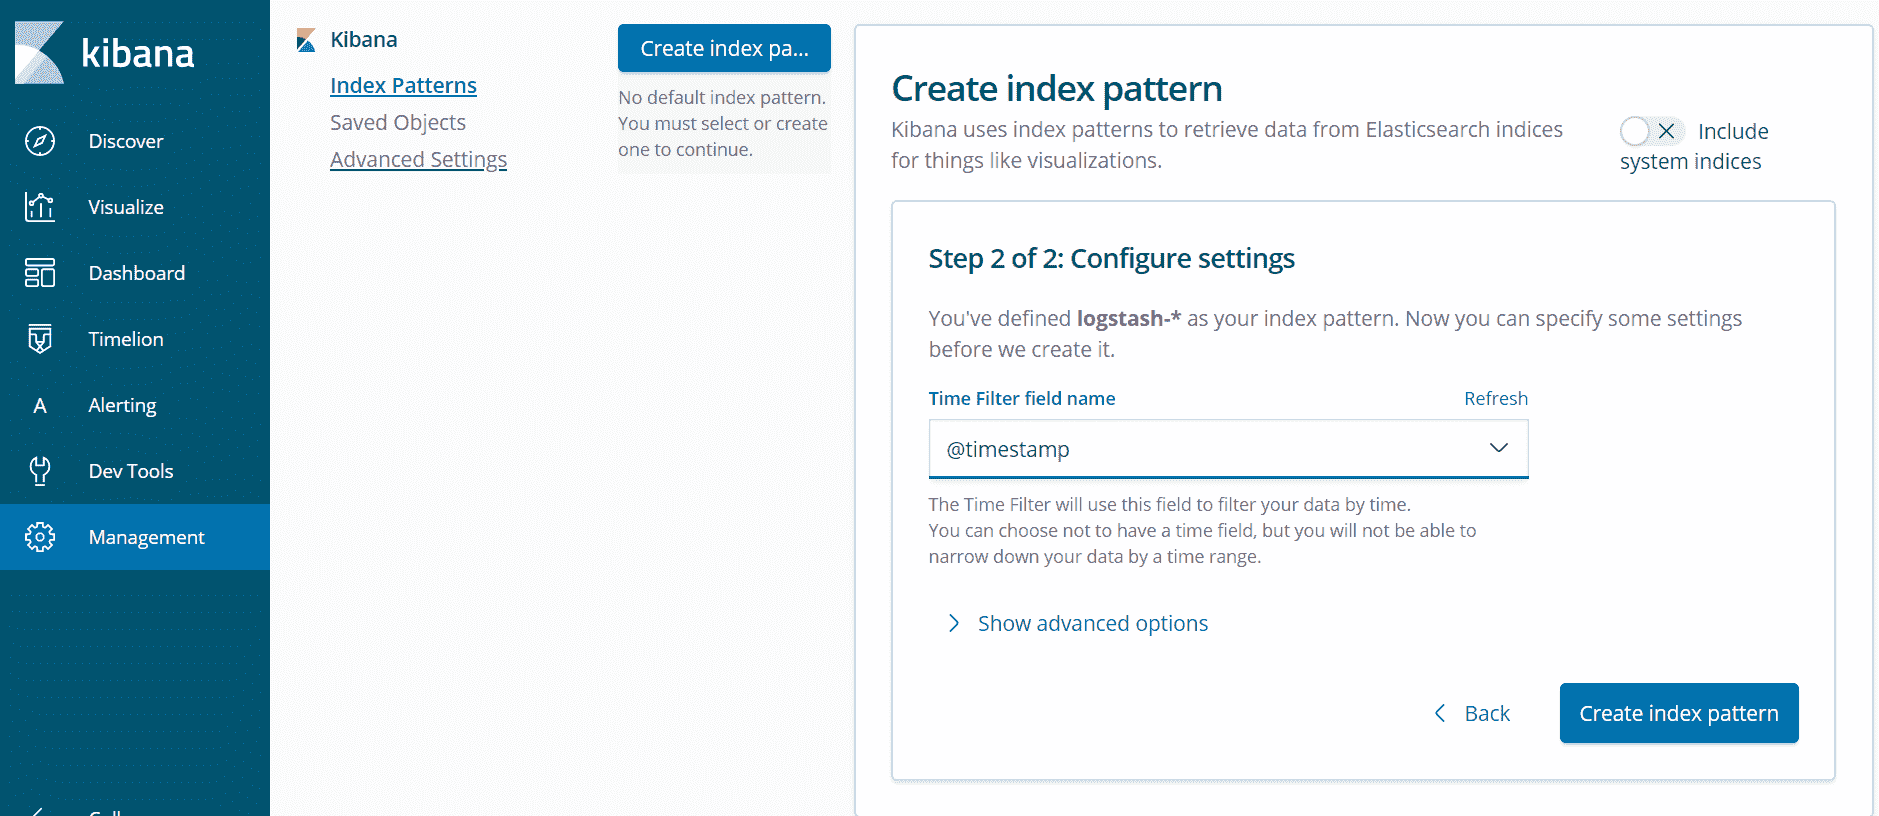 kibana
Discover
Visualize
Dashboard
Timelion
A Alerting
Dev Tools
Management
Kibana
Index Patterns
Saved Objects
Advanced Settings
Create index pa...
No default index pattern.
You must select or create
one to continue.
Create index pattern
Kibana uses index patterns to retrieve data from Elasticsearch indices
for things like visualizations.
Include
system indices
Step 2 of 2: Configure settings
You've defined logstash-* as your index pattern. Now you can specify some settings
before we create it.
Time Filter field name
Refresh
@timestamp
The Time Filter will use this field to filter your data by time.
You can choose not to have a time field, but you will not be able to
narrow down your data by a time range.
Show advanced options
Back
Create index pattern